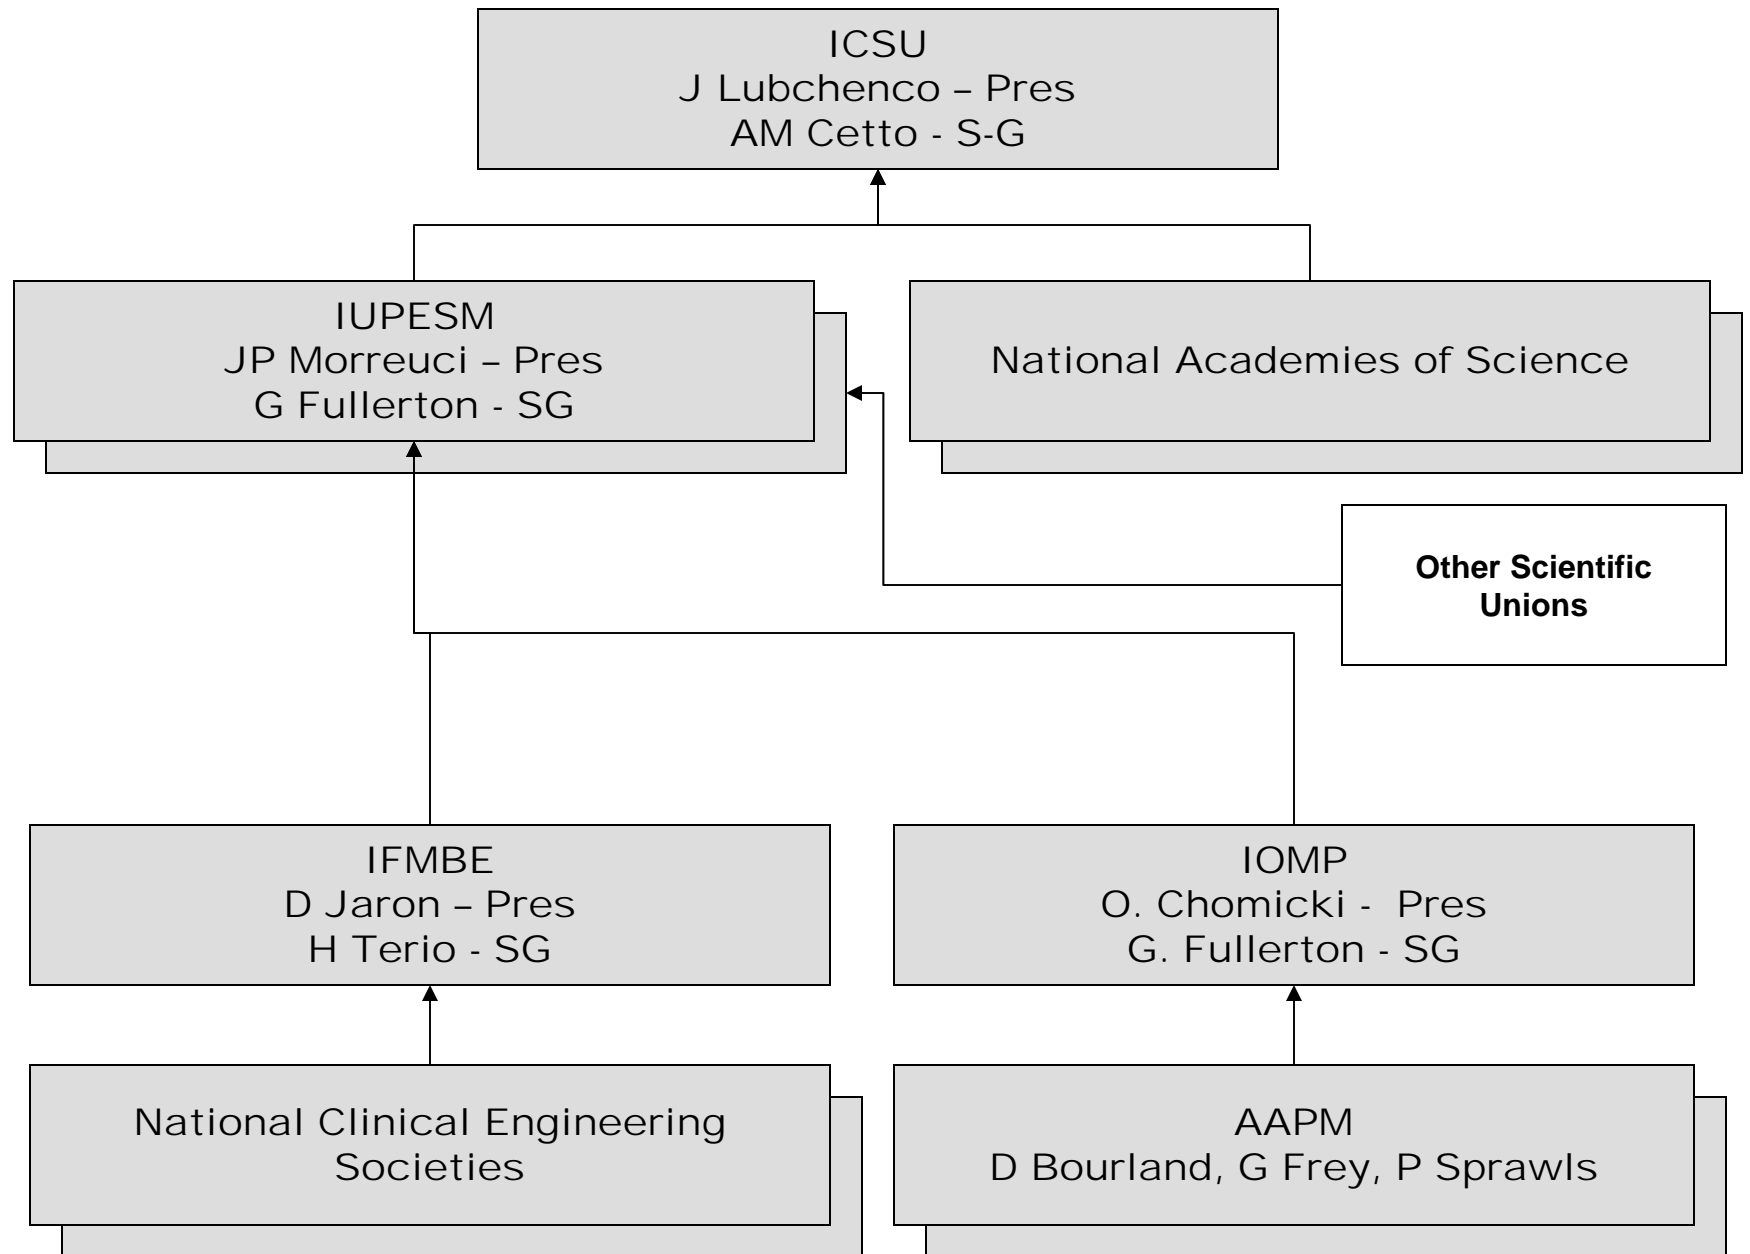 ICSU
J Lubchenco – Pres
AM Cetto - S-G
IUPESM
JP Morreuci – Pres
G Fullerton - SG
National Academies of Science
Other Scientific
Unions
IFMBE
D Jaron – Pres
H Terio - SG
IOMP
O. Chomicki -  Pres
G. Fullerton - SG
National Clinical Engineering
Societies
AAPM
D Bourland, G Frey, P Sprawls